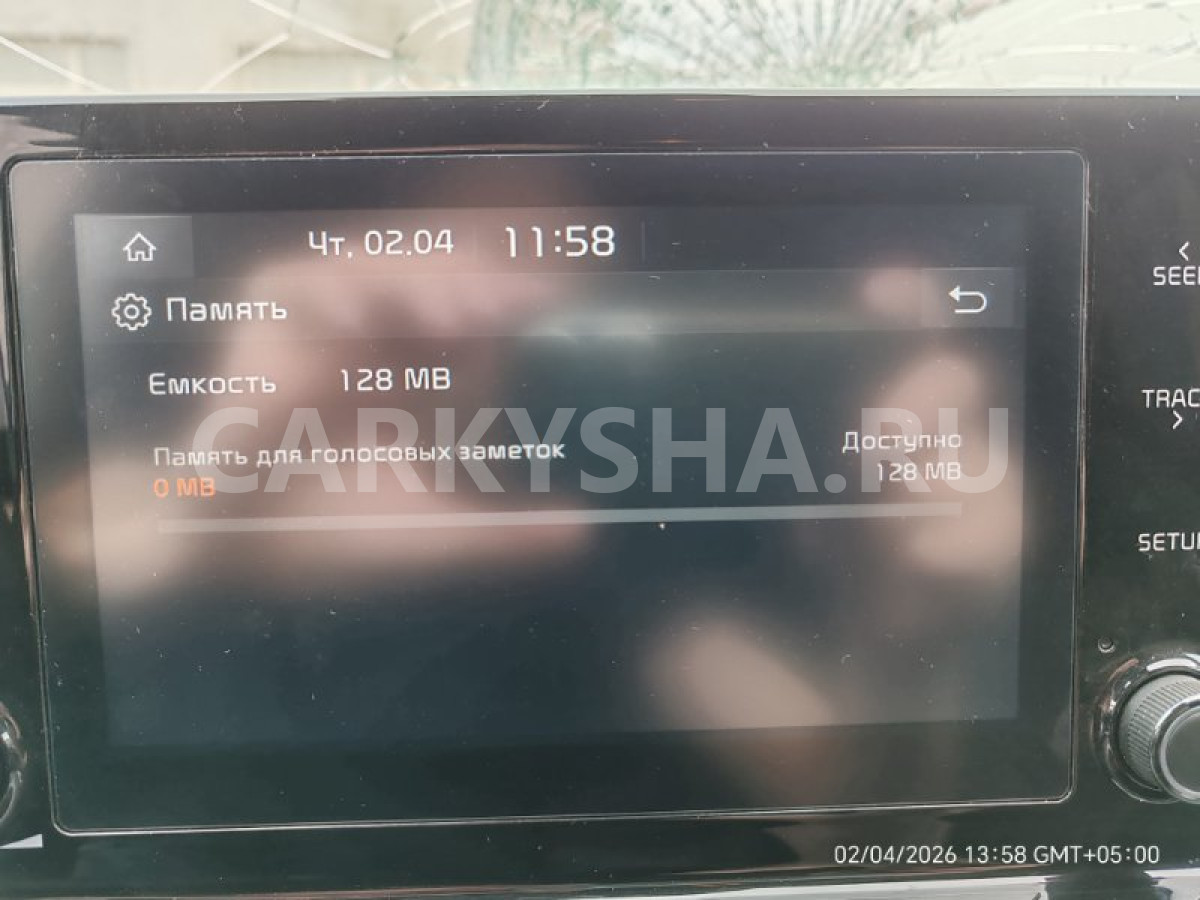 Чт, 02.04 11:58
Память
Емкость 128 MB
Память для голосовых заметок Доступно
0 MB 128 MB
CARKYSHA.RU
SEEK
TRACK
SETUP
02/04/2026 13:58 GMT+05:00